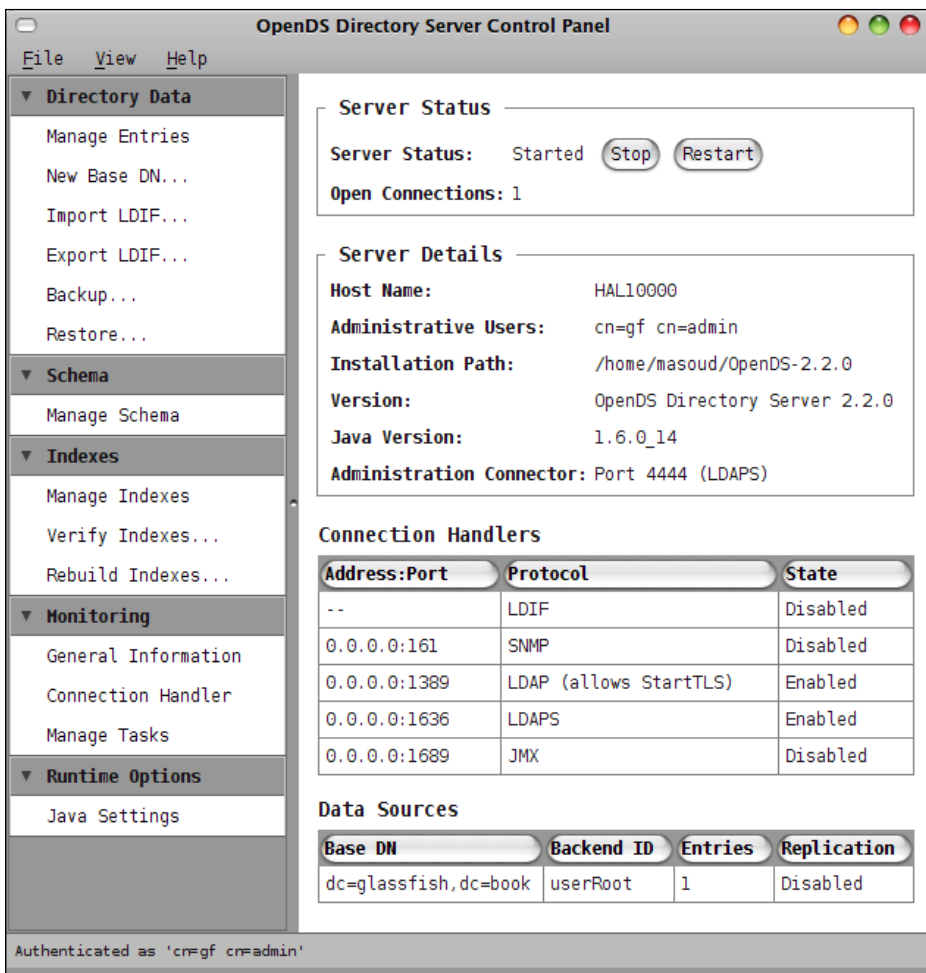 OpenDS Directory Server Control Panel
File View Help
Directory Data
Manage Entries
New Base DN...
Import LDIF...
Export LDIF...
Backup...
Restore...
Schema
Manage Schema
Indexes
Manage Indexes
Verify Indexes...
Rebuild Indexes...
Monitoring
General Information
Connection Handler
Manage Tasks
Runtime Options
Java Settings
Server Status
Server Status: Started Stop Restart
Open Connections: 1
Server Details
Host Name: HAL10000
Administrative Users: cn=gf cn=admin
Installation Path: /home/masoud/OpenDS-2.2.0
Version: OpenDS Directory Server 2.2.0
Java Version: 1.6.0_14
Administration Connector: Port 4444 (LDAPS)
Connection Handlers
Address:Port Protocol State
-- LDIF Disabled
0.0.0.0:161 SNMP Disabled
0.0.0.0:1389 LDAP (allows StartTLS) Enabled
0.0.0.0:1636 LDAPS Enabled
0.0.0.0:1689 JMX Disabled
Data Sources
Base DN Backend ID Entries Replication
dc=glassfish,dc=book userRoot 1 Disabled
Authenticated as 'cn=gf cn=admin'